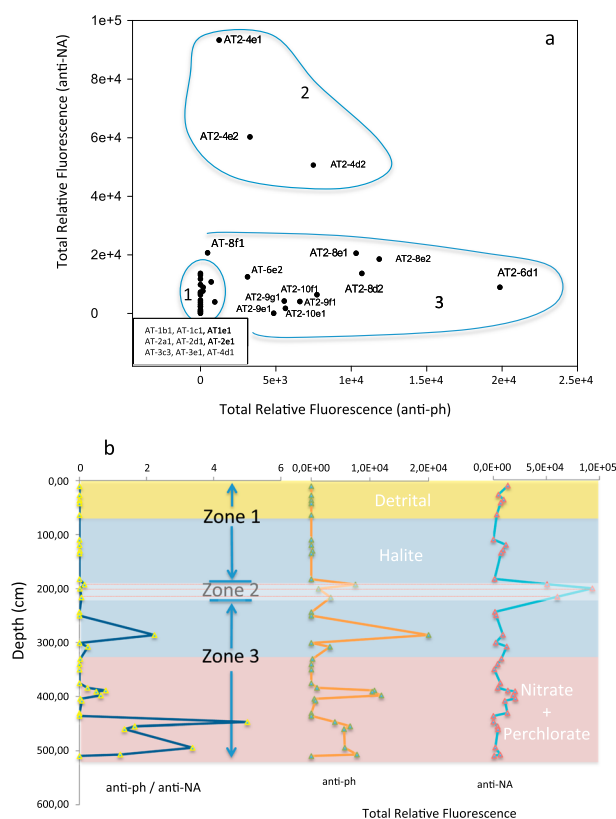 a
1e+5
8e+4
6e+4
4e+4
2e+4
0
Total Relative Fluorescence (anti-NA)
AT2-4e1
2
AT2-4e2
AT2-4d2
AT-8f1
AT2-8e1
AT2-8e2
AT-6e2
AT2-8d2
AT2-6d1
AT2-10f1
AT2-9g1
AT2-9f1
AT2-9e1
AT2-10e1
1
3
AT-1b1, AT-1c1, AT1e1
AT-2a1, AT-2d1, AT-2e1
AT-3c3, AT-3e1, AT-4d1
0 5e+3 1e+4 1.5e+4 2e+4 2.5e+4
Total Relative Fluorescence (anti-ph)
b
0 2 4 6
0,0E+00 1,0E+04 2,0E+04
0,0E+00 5,0E+04 1,0E+05
0,00
100,00
200,00
300,00
400,00
500,00
600,00
Depth (cm)
Detrital
Zone 1
Halite
Zone 2
Zone 3
Nitrate
+
Perchlorate
anti-ph / anti-NA
anti-ph
anti-NA
Total Relative Fluorescence